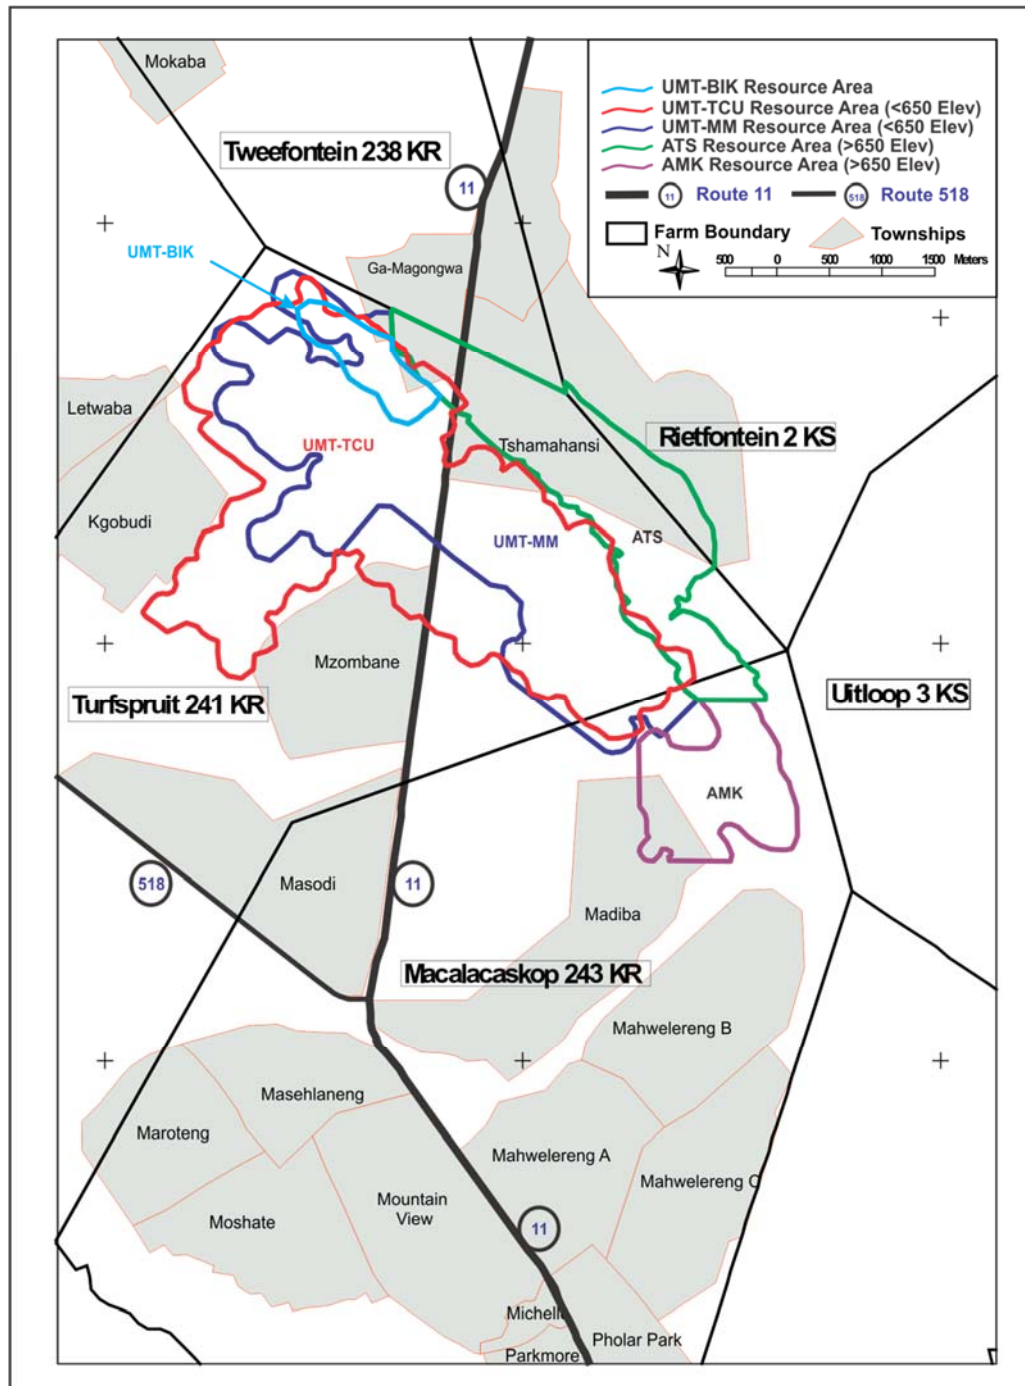 Mokaba
UMT-BIK Resource Area
UMT-TCU Resource Area (<650 Elev)
UMT-MM Resource Area (<650 Elev)
ATS Resource Area (>650 Elev)
AMK Resource Area (>650 Elev)
11 Route 11 518 Route 518
Farm Boundary Townships
N
500 0 500 1000 1500 Meters
Tweefontein 238 KR
11
UMT-BIK
Ga-Magongwa
Letwaba
UMT-TCU
Tshamahansi
Rietfontein 2 KS
Kgobudi
UMT-MM
ATS
Mzombane
Turfspruit 241 KR
Uitloop 3 KS
AMK
518
Masodi
11
Madiba
Macalacaskop 243 KR
Mahwelereng B
Masehlaneng
Maroteng
Mahwelereng A
Mahwelereng C
Mountain
View
Moshate
11
Michelle
Pholar Park
Parkmore